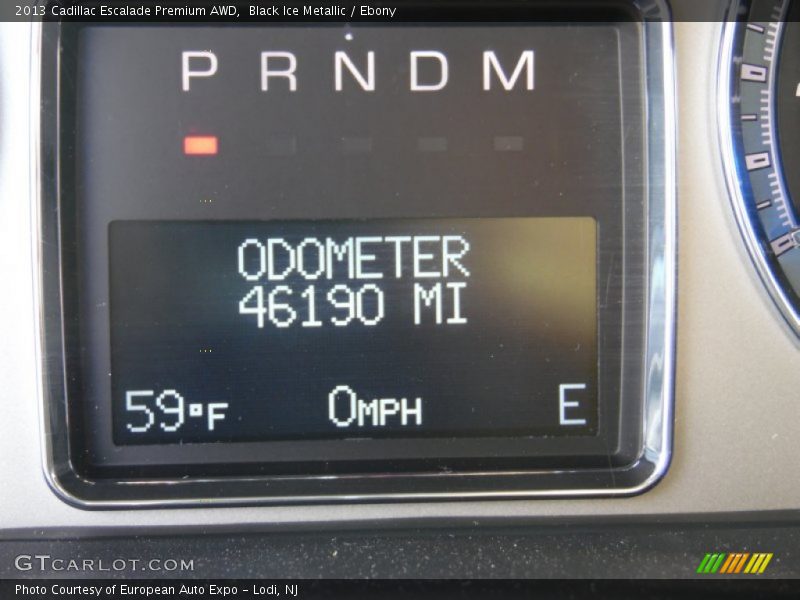 2013 Cadillac Escalade Premium AWD,  Black Ice Metallic / Ebony
P R N D M
ODOMETER
46190 MI
59°F 0MPH E
GTCARLOT.COM
Photo Courtesy of European Auto Expo - Lodi, NJ